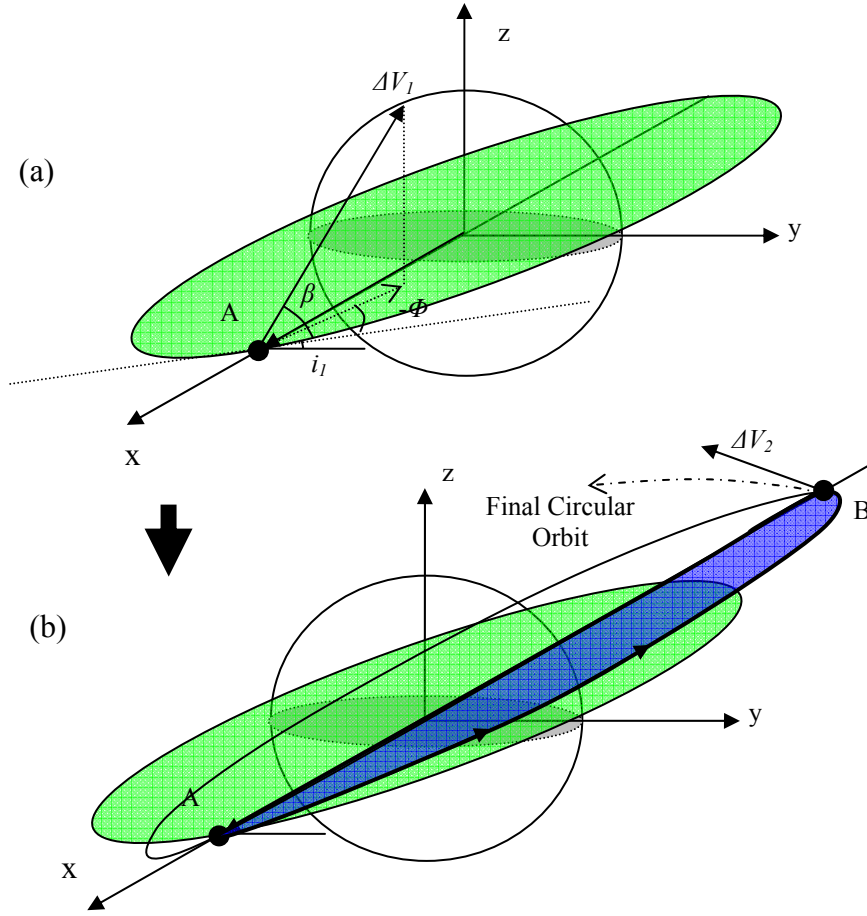 z
ΔV₁
(a)
y
β
A
-Φ
i₁
x
ΔV₂
z
B
Final Circular
Orbit
(b)
y
A
x